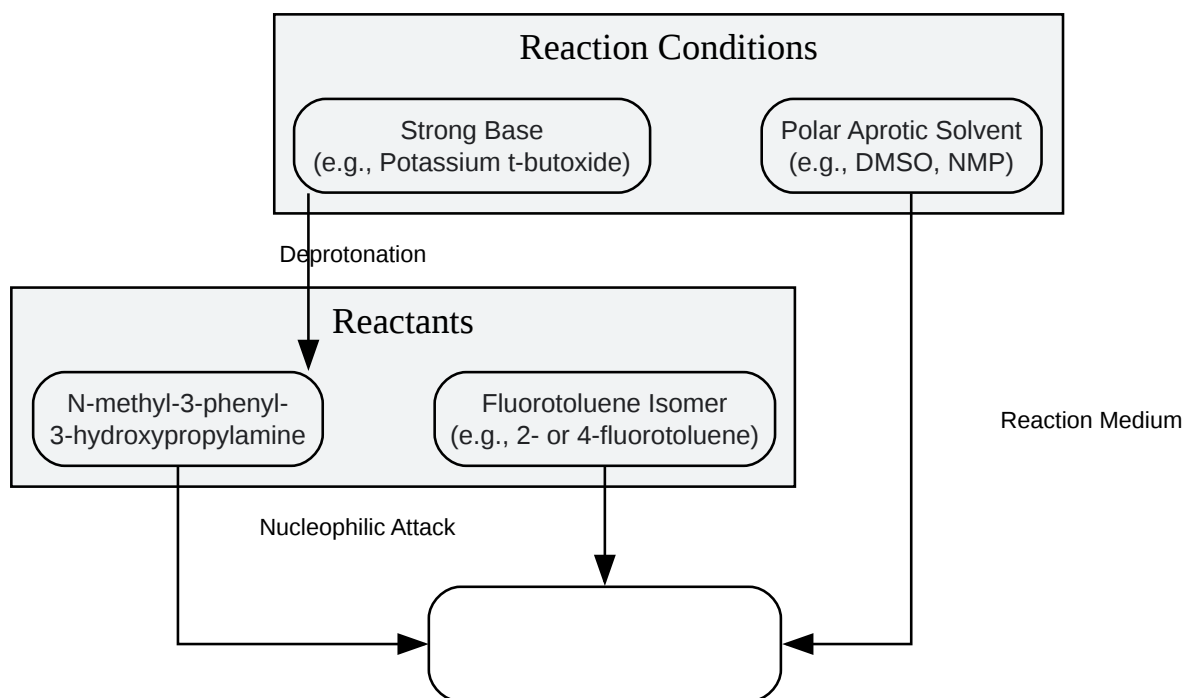 Reaction Conditions
Strong Base
(e.g., Potassium t-butoxide)
Polar Aprotic Solvent
(e.g., DMSO, NMP)
Deprotonation
Reactants
N-methyl-3-phenyl-
3-hydroxypropylamine
Fluorotoluene Isomer
(e.g., 2- or 4-fluorotoluene)
Reaction Medium
Nucleophilic Attack